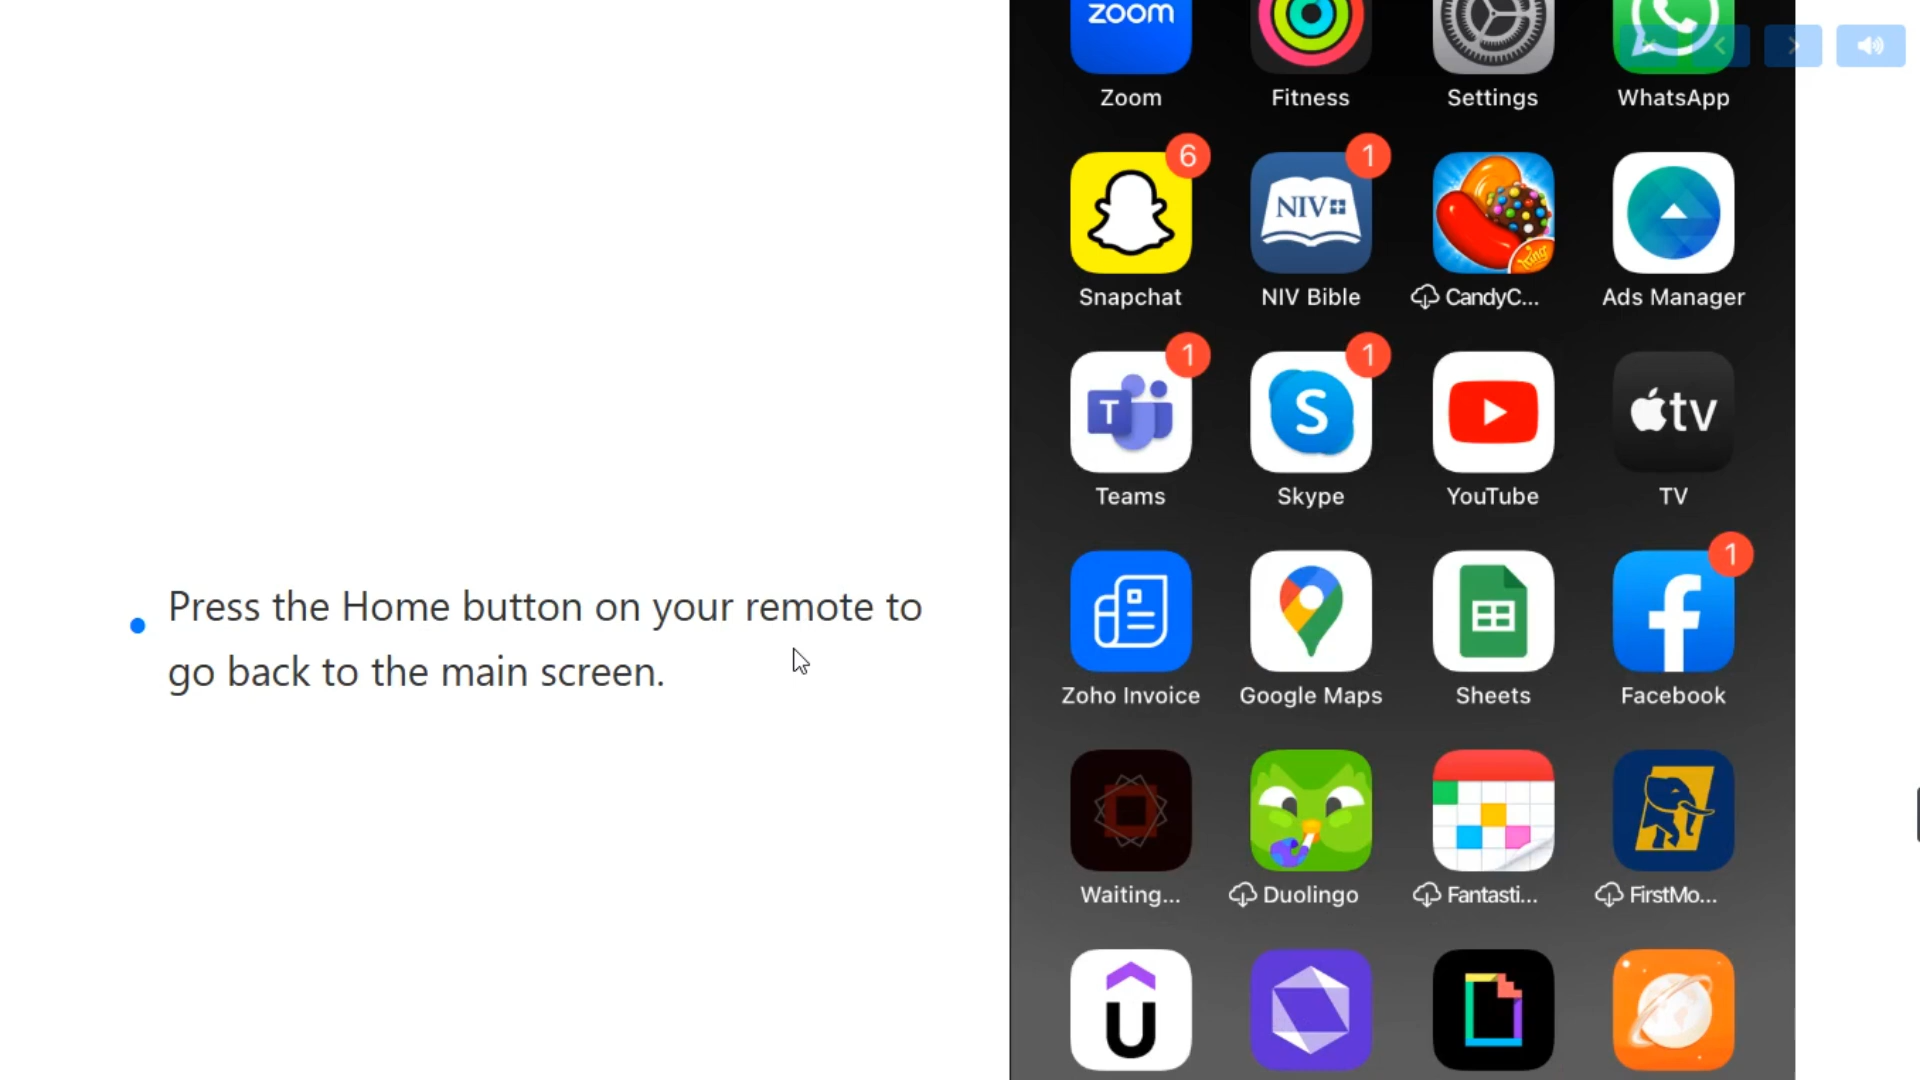 zoom
Zoom Fitness Settings WhatsApp
6 1
NIV
King
Snapchat NIV Bible CandyC... Ads Manager
1 1
T S tv
Teams Skype YouTube TV
1
Press the Home button on your remote to
go back to the main screen.
Zoho Invoice Google Maps Sheets Facebook
Waiting... Duolingo Fantasti... FirstMo...